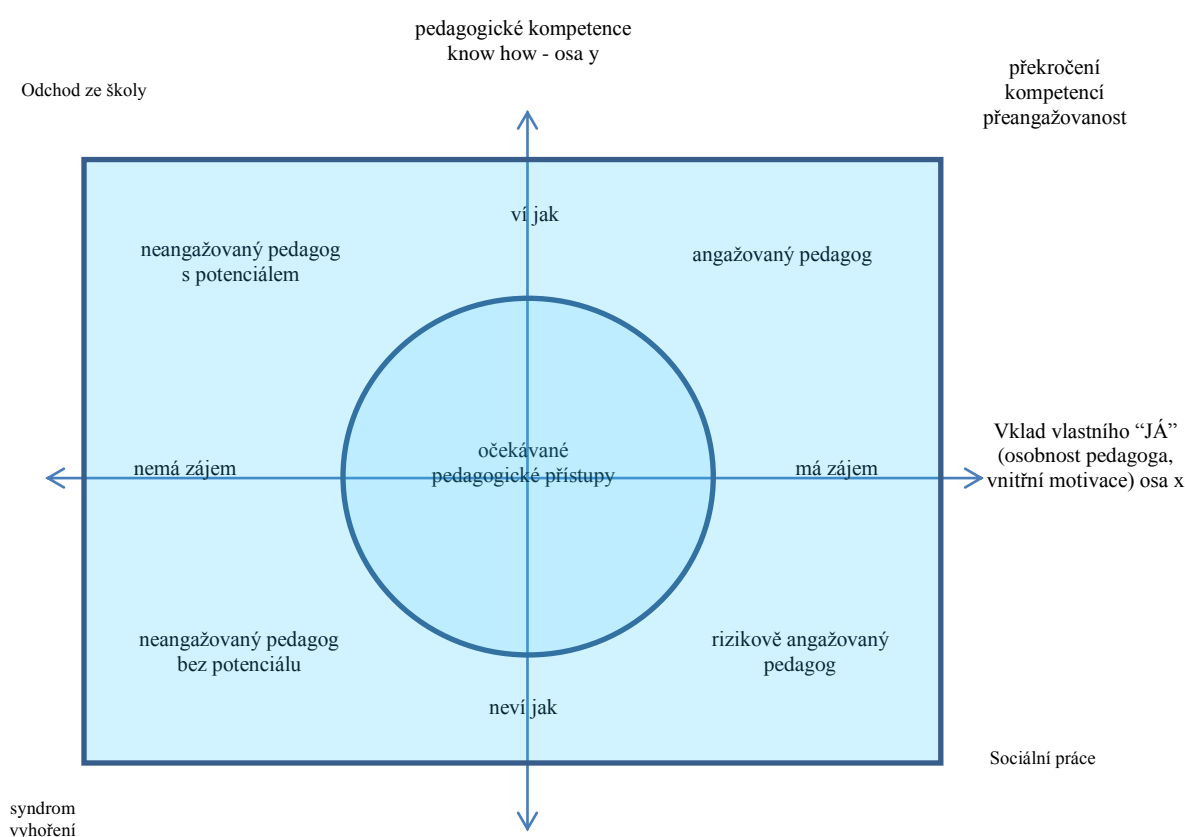 pedagogické kompetence
know how - osa y
Odchod ze školy
překročení
kompetencí
přeangažovanost
ví jak
neangažovaný pedagog
s potenciálem
angažovaný pedagog
očekávané
pedagogické přístupy
nemá zájem
má zájem
Vklad vlastního “JÁ”
(osobnost pedagoga,
vnitřní motivace) osa x
neangažovaný pedagog
bez potenciálu
rizikově angažovaný
pedagog
neví jak
Sociální práce
syndrom
vyhoření